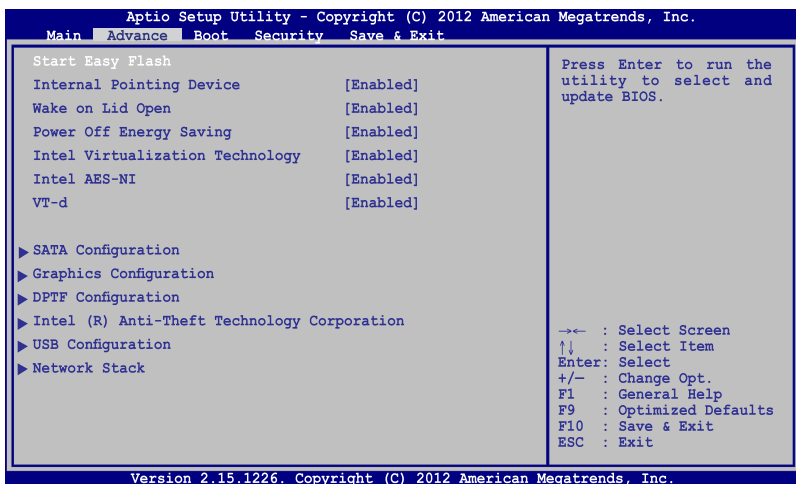 Aptio Setup Utility - Copyright (C) 2012 American Megatrends, Inc.
Main Advance Boot Security Save & Exit
Start Easy Flash
Internal Pointing Device [Enabled]
Wake on Lid Open [Enabled]
Power Off Energy Saving [Enabled]
Intel Virtualization Technology [Enabled]
Intel AES-NI [Enabled]
VT-d [Enabled]
SATA Configuration
Graphics Configuration
DPTF Configuration
Intel (R) Anti-Theft Technology Corporation
USB Configuration
Network Stack
Press Enter to run the
utility to select and
update BIOS.
→← : Select Screen
↑↓ : Select Item
Enter: Select
+/— : Change Opt.
F1 : General Help
F9 : Optimized Defaults
F10 : Save & Exit
ESC : Exit
Version 2.15.1226. Copyright (C) 2012 American Megatrends, Inc.